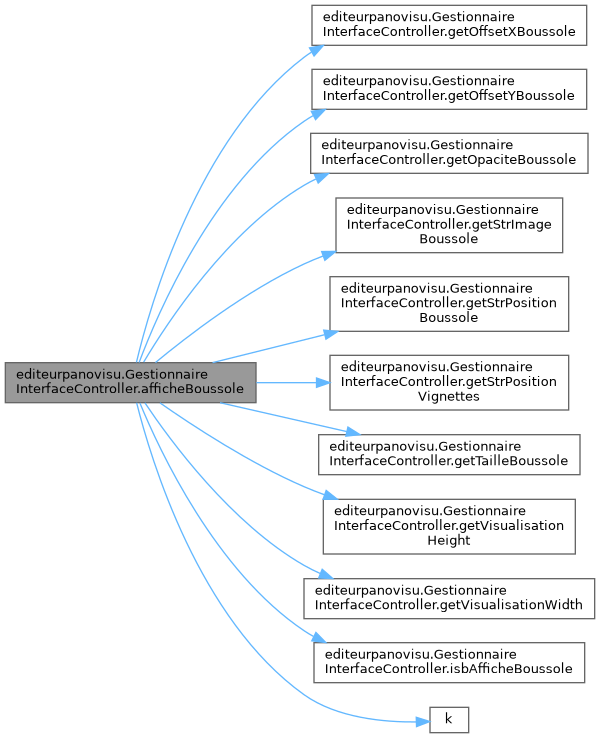 editeurpanovisu.Gestionnaire
InterfaceController.getOffsetXBoussole
editeurpanovisu.Gestionnaire
InterfaceController.getOffsetYBoussole
editeurpanovisu.Gestionnaire
InterfaceController.getOpaciteBoussole
editeurpanovisu.Gestionnaire
InterfaceController.getStrImage
Boussole
editeurpanovisu.Gestionnaire
InterfaceController.getStrPosition
Boussole
editeurpanovisu.Gestionnaire
InterfaceController.afficheBoussole
editeurpanovisu.Gestionnaire
InterfaceController.getStrPosition
Vignettes
editeurpanovisu.Gestionnaire
InterfaceController.getTailleBoussole
editeurpanovisu.Gestionnaire
InterfaceController.getVisualisation
Height
editeurpanovisu.Gestionnaire
InterfaceController.getVisualisationWidth
editeurpanovisu.Gestionnaire
InterfaceController.isbAfficheBoussole
k